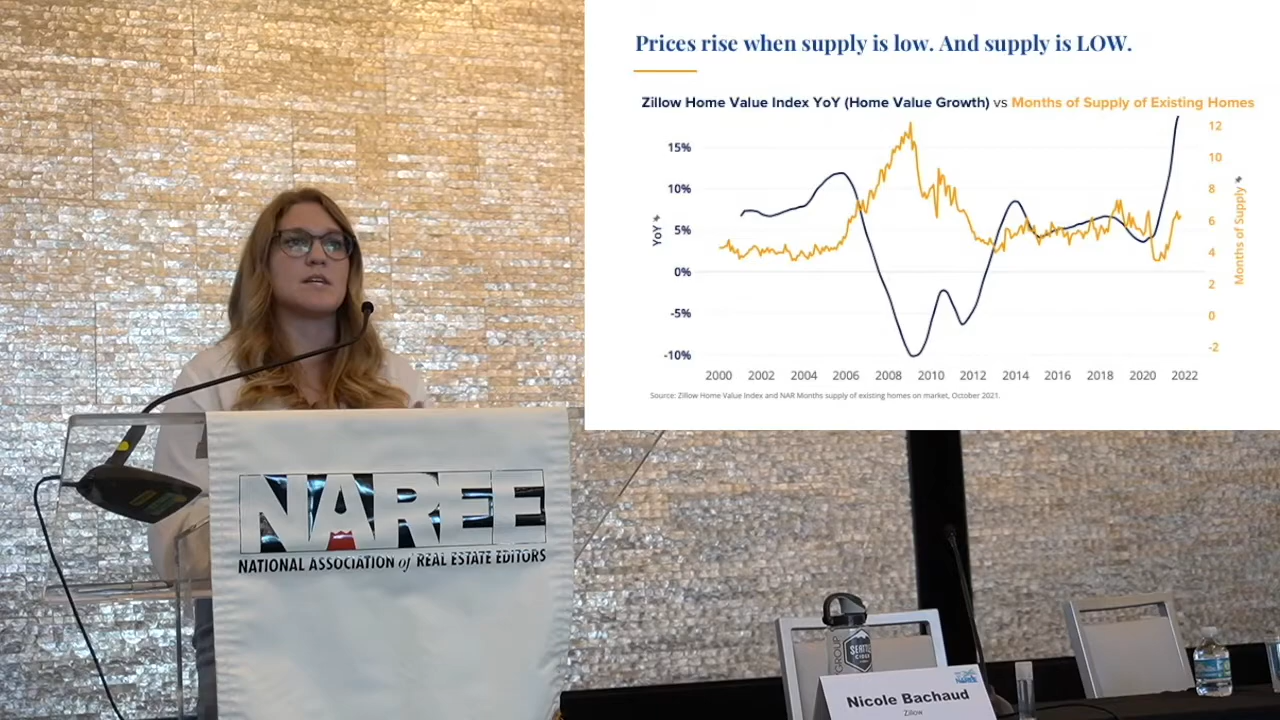 Prices rise when supply is low. And supply is LOW.
Zillow Home Value Index YoY (Home Value Growth) vs Months of Supply of Existing Homes
15%
10%
5%
0%
-5%
-10%
YoY
12
10
8
6
4
2
0
-2
Months of Supply
2000 2002 2004 2006 2008 2010 2012 2014 2016 2018 2020 2022
Source: Zillow Home Value Index and NAR Months supply of existing homes on market, October 2021.
NAREE
NATIONAL ASSOCIATION of REAL ESTATE EDITORS
GROUP
SEATTLE
NAREE
Nicole Bachaud
Zillow